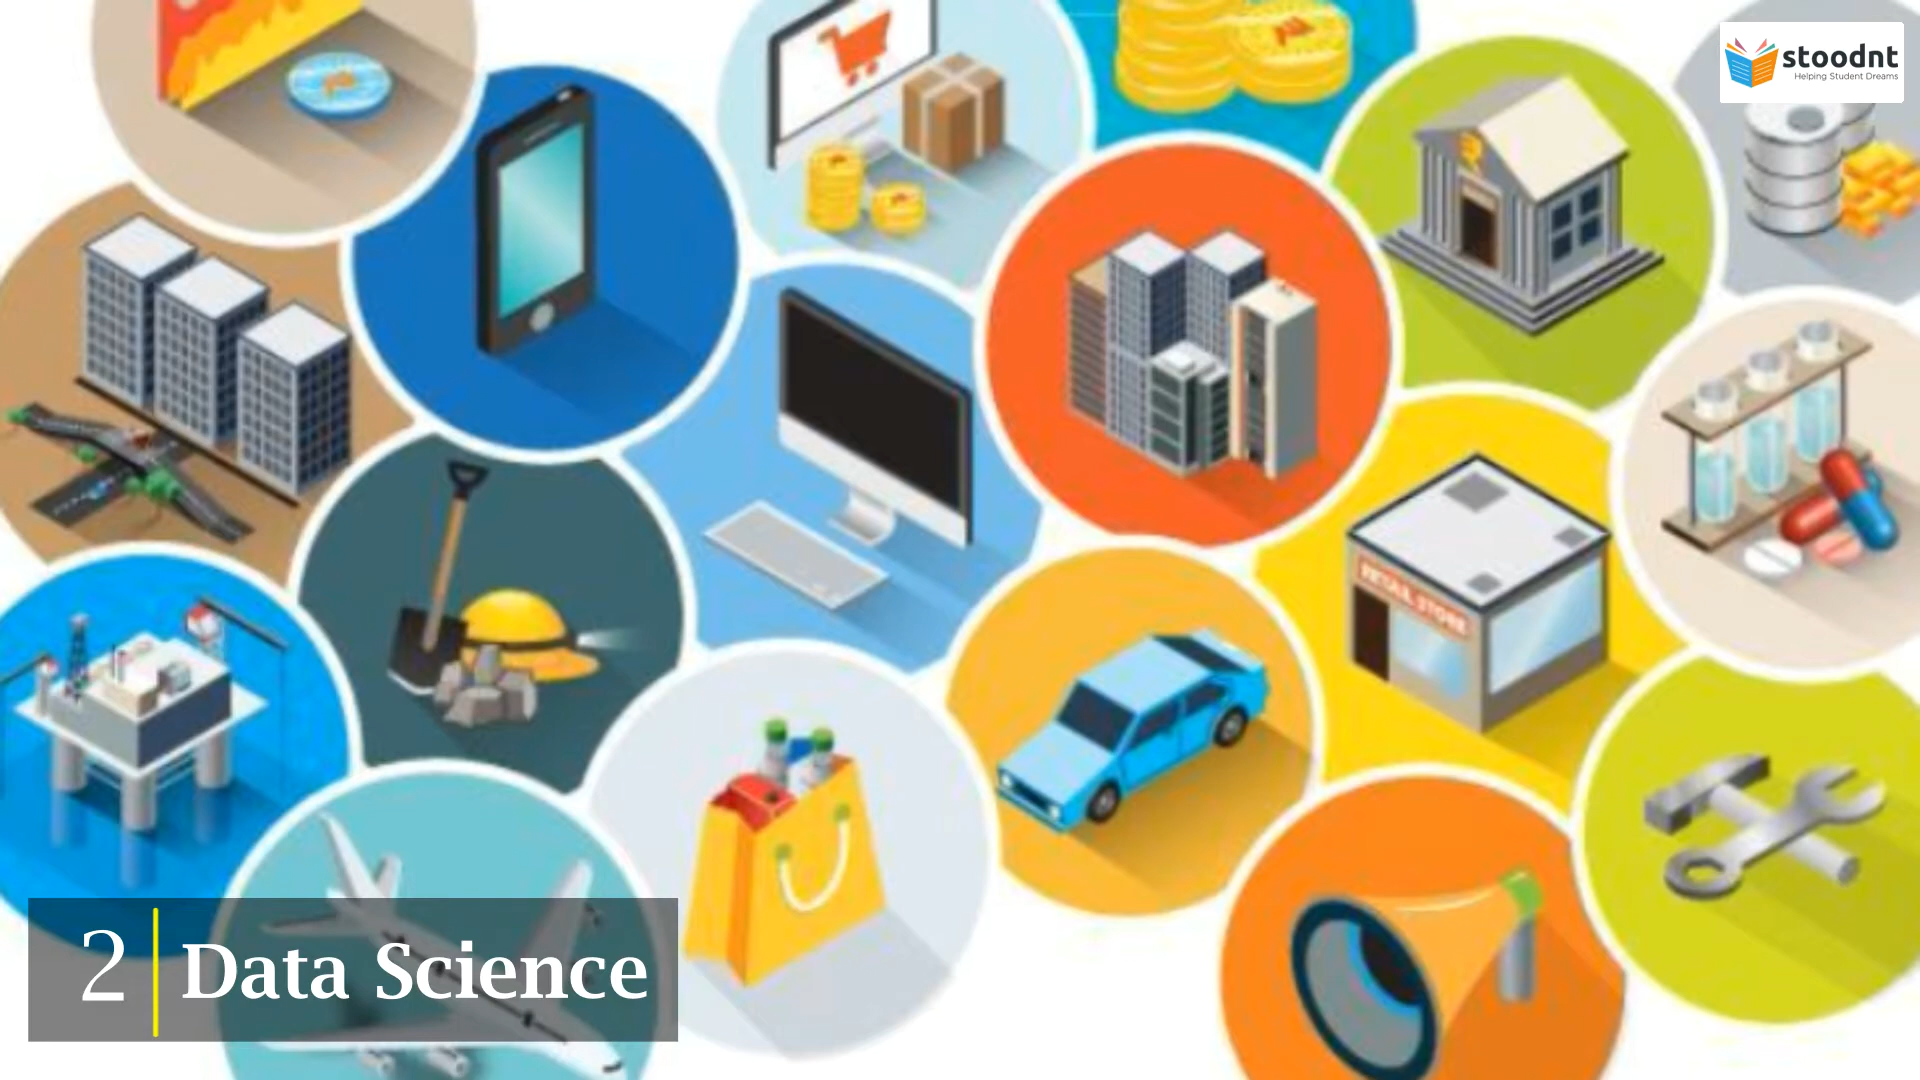 stoodnt
Helping Student Dreams
₹
RETAIL STORE
2 Data Science